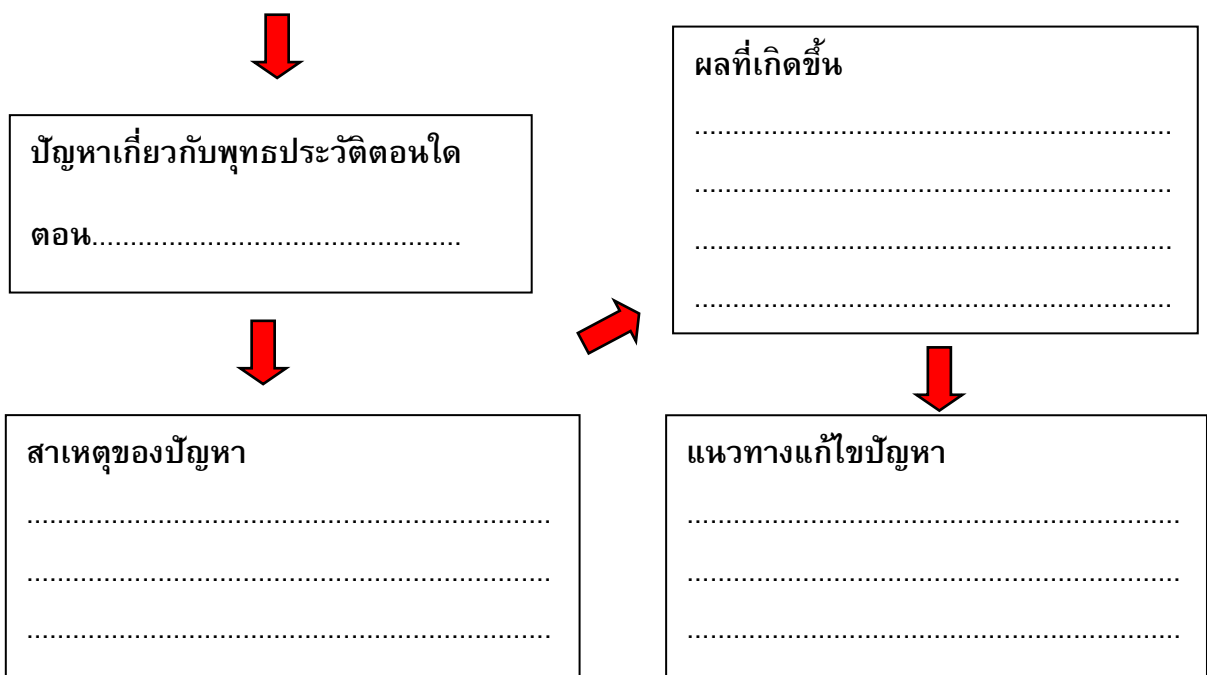 ปัญหาเกี่ยวกับพุทธประวัติตอนใด
ตอน................................................
สาเหตุของปัญหา
....................................................................
....................................................................
....................................................................
ผลที่เกิดขึ้น
..............................................................
..............................................................
..............................................................
..............................................................
แนวทางแก้ไขปัญหา
................................................................
................................................................
................................................................